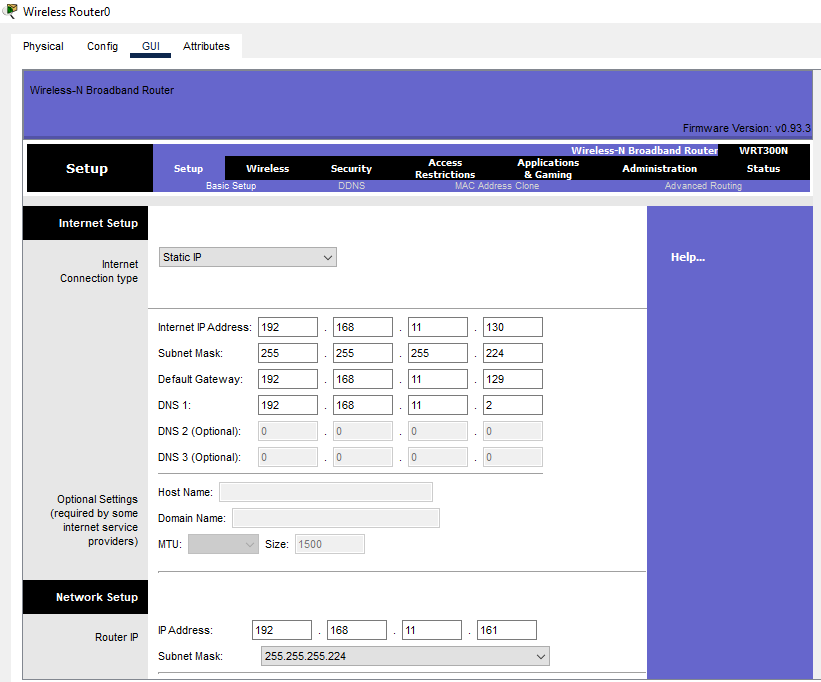 Wireless Router0
Physical Config GUI Attributes
Wireless-N Broadband Router
Firmware Version: v0.93.3
Wireless-N Broadband Router WRT300N
Setup
Setup Wireless Security Access Restrictions Applications & Gaming Administration Status
Basic Setup DDNS MAC Address Clone Advanced Routing
Internet Setup
Internet
Connection type
Static IP
Help...
Internet IP Address: 192 . 168 . 11 . 130
Subnet Mask: 255 . 255 . 255 . 224
Default Gateway: 192 . 168 . 11 . 129
DNS 1: 192 . 168 . 11 . 2
DNS 2 (Optional): 0 . 0 . 0 . 0
DNS 3 (Optional): 0 . 0 . 0 . 0
Optional Settings
(required by some
internet service
providers)
Host Name:
Domain Name:
MTU: Size: 1500
Network Setup
Router IP
IP Address: 192 . 168 . 11 . 161
Subnet Mask: 255.255.255.224